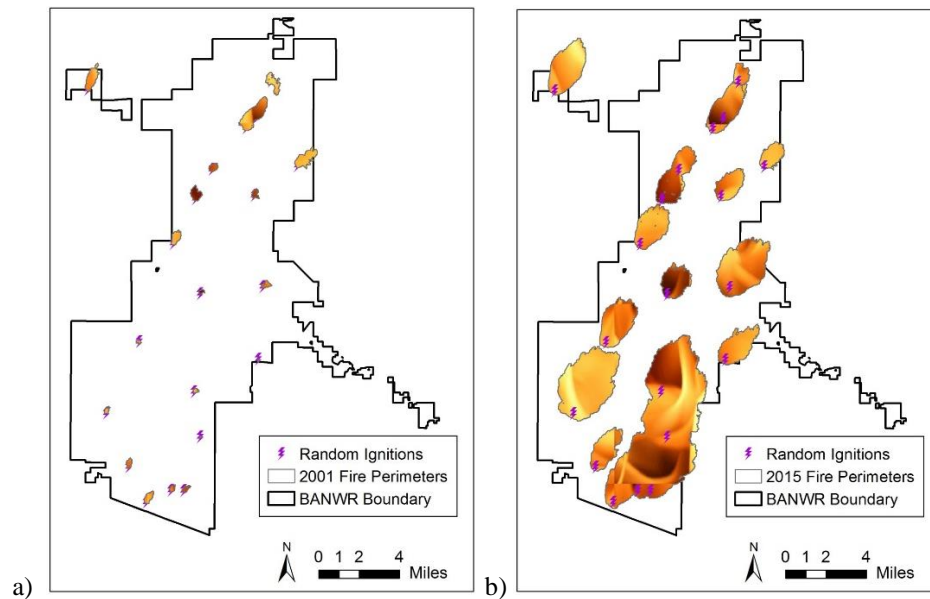 Random Ignitions
2001 Fire Perimeters
BANWR Boundary
N
0 1 2 4
Miles
a)
Random Ignitions
2015 Fire Perimeters
BANWR Boundary
N
0 1 2 4
Miles
b)